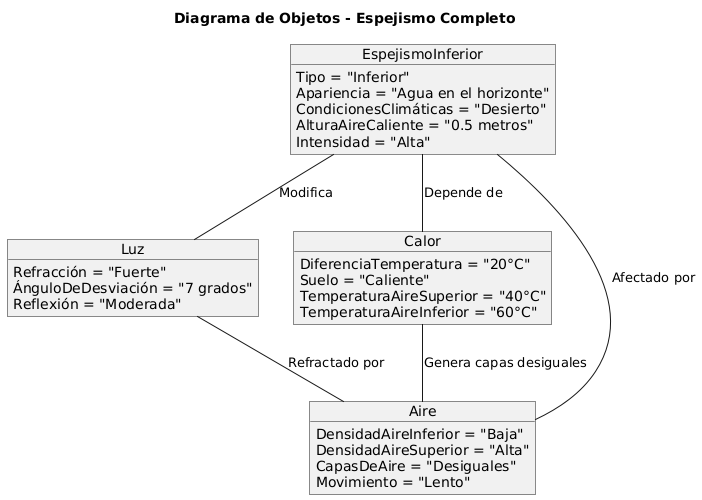 Diagrama de Objetos - Espejismo Completo
EspejismoInferior
Tipo = "Inferior"
Apariencia = "Agua en el horizonte"
CondicionesClimáticas = "Desierto"
AlturaAireCaliente = "0.5 metros"
Intensidad = "Alta"
Modifica
Depende de
Afectado por
Luz
Refracción = "Fuerte"
ÁnguloDeDesviación = "7 grados"
Reflexión = "Moderada"
Calor
DiferenciaTemperatura = "20°C"
Suelo = "Caliente"
TemperaturaAireSuperior = "40°C"
TemperaturaAireInferior = "60°C"
Refractado por
Genera capas desiguales
Aire
DensidadAireInferior = "Baja"
DensidadAireSuperior = "Alta"
CapasDeAire = "Desiguales"
Movimiento = "Lento"